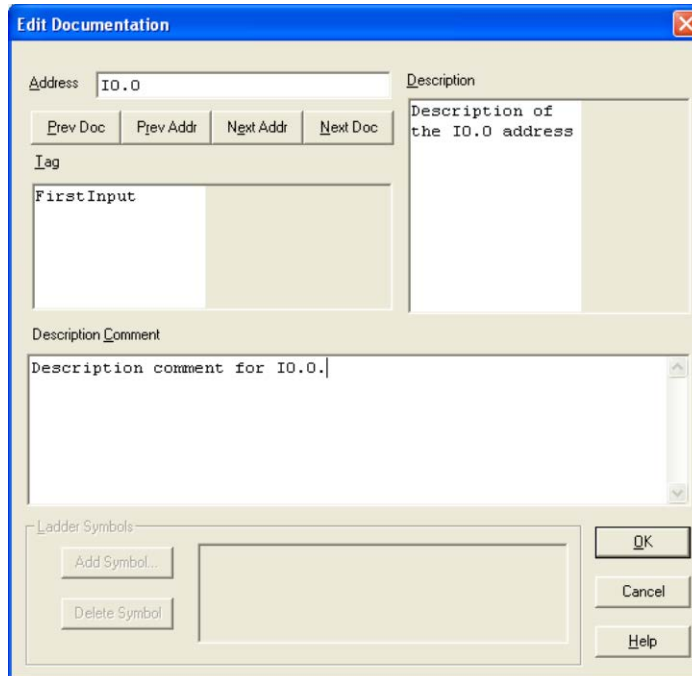 Edit Documentation
Address I0.0
Prev Doc Prev Addr Next Addr Next Doc
Tag
FirstInput
Description
Description of
the I0.0 address
Description Comment
Description comment for I0.0.
Ladder Symbols
Add Symbol...
Delete Symbol
OK
Cancel
Help